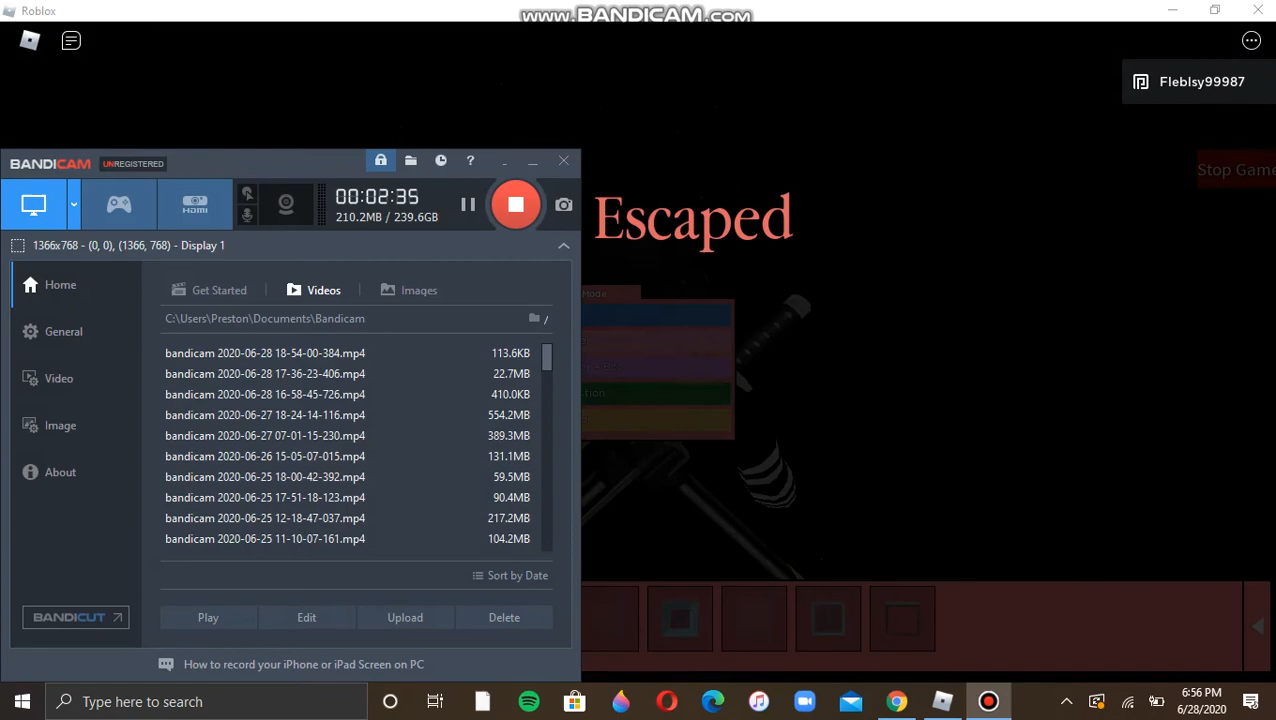 Roblox
www.BANDICAM.com
Fleblsy99987
Stop Game
BANDICAM UNREGISTERED
HDMI
00:02:35
210.2MB / 239.6GB
Escaped
1366x768 - (0, 0), (1366, 768) - Display 1
Home
General
Video
Image
About
BANDICUT
Get Started
Videos
Images
C:\Users\Preston\Documents\Bandicam
/
bandicam 2020-06-28 18-54-00-384.mp4 113.6KB
bandicam 2020-06-28 17-36-23-406.mp4 22.7MB
bandicam 2020-06-28 16-58-45-726.mp4 410.0KB
bandicam 2020-06-27 18-24-14-116.mp4 554.2MB
bandicam 2020-06-27 07-01-15-230.mp4 389.3MB
bandicam 2020-06-26 15-05-07-015.mp4 131.1MB
bandicam 2020-06-25 18-00-42-392.mp4 59.5MB
bandicam 2020-06-25 17-51-18-123.mp4 90.4MB
bandicam 2020-06-25 12-18-47-037.mp4 217.2MB
bandicam 2020-06-25 11-10-07-161.mp4 104.2MB
Sort by Date
Play Edit Upload Delete
How to record your iPhone or iPad Screen on PC
Mode
Type here to search
6:56 PM
6/28/2020